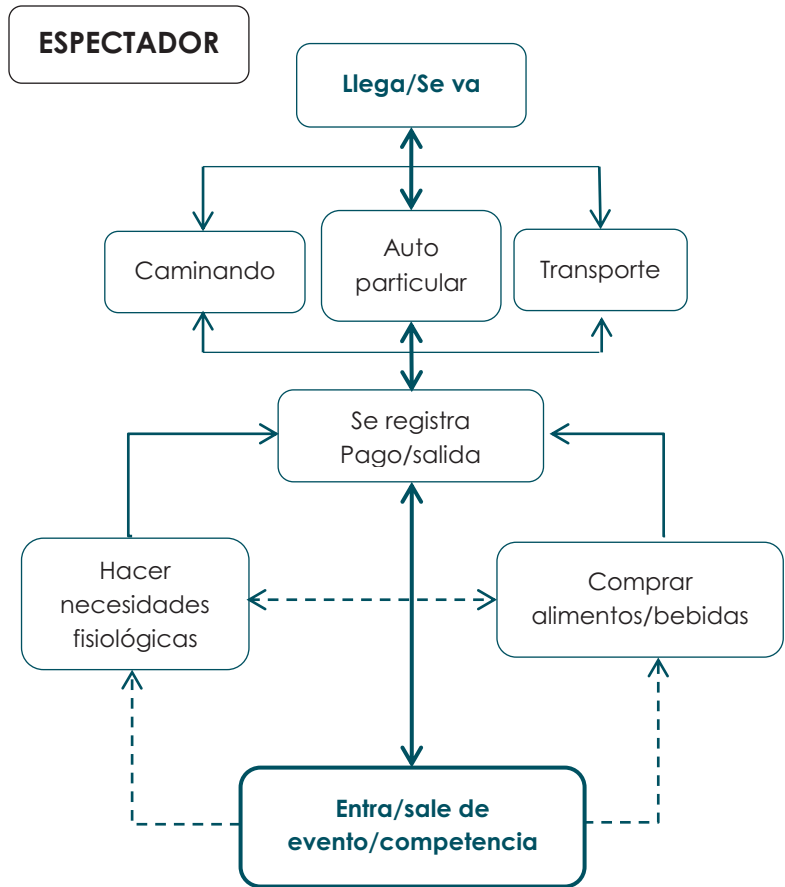 ESPECTADOR
Llega/Se va
Caminando
Auto
particular
Transporte
Se registra
Pago/salida
Hacer
necesidades
fisiológicas
Comprar
alimentos/bebidas
Entra/sale de
evento/competencia